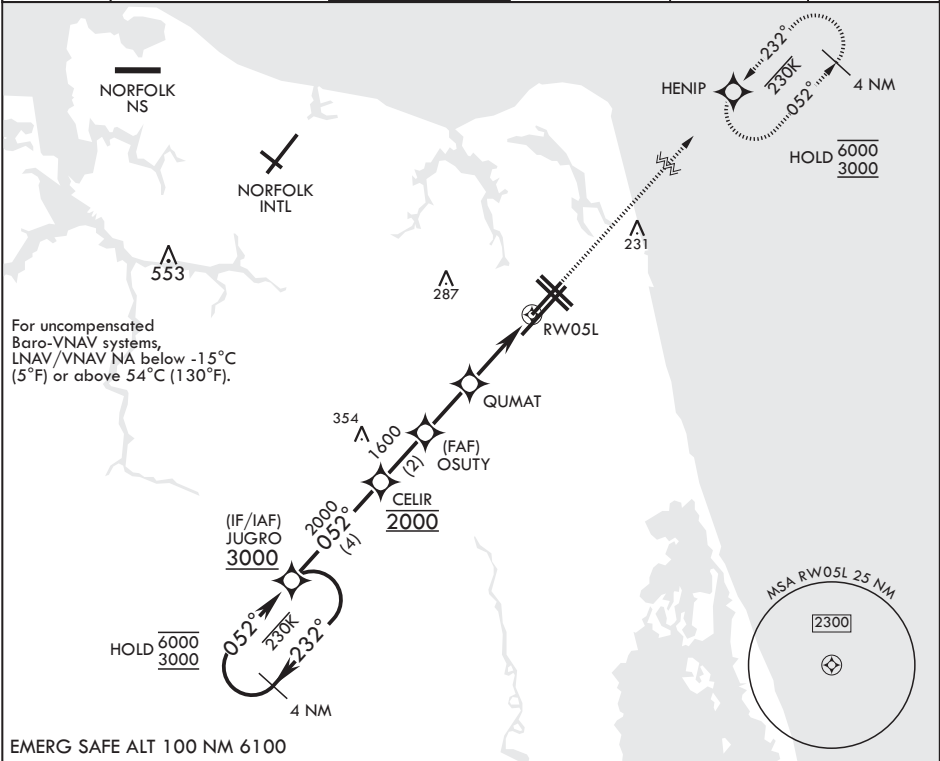 NORFOLK
NS
NORFOLK
INTL
553
287
231
HENIP
232°
230K
052°
4 NM
HOLD 6000
3000
For uncompensated
Baro-VNAV systems,
LNAV/VNAV NA below -15°C
(5°F) or above 54°C (130°F).
RW05L
QUMAT
354
1600
(2)
(FAF)
OSUTY
CELIR
2000
2000
052°
(4)
(IF/IAF)
JUGRO
3000
052°
230K
232°
HOLD 6000
3000
4 NM
MSA RW05L 25 NM
2300
EMERG SAFE ALT 100 NM 6100